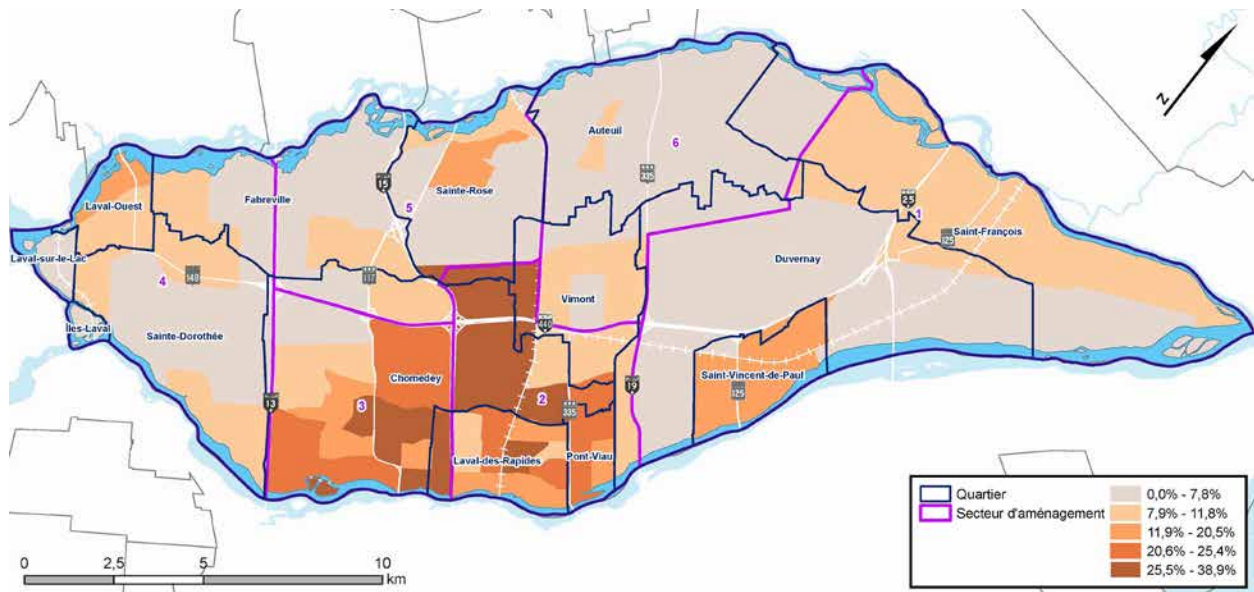 N
Auteuil
6
335
15
Sainte-Rose
Fabreville
5
Laval-Ouest
25
1
Saint-François
125
Laval-sur-le-Lac
Duvernay
4
148
117
Vimont
Îles-Laval
Sainte-Dorothée
440
Chomedey
Saint-Vincent-de-Paul
19
125
13
3
2
335
Laval-des-Rapides
Pont-Viau
Quartier
Secteur d'aménagement
0,0% - 7,8%
7,9% - 11,8%
11,9% - 20,5%
20,6% - 25,4%
25,5% - 38,9%
0 2,5 5 10
km